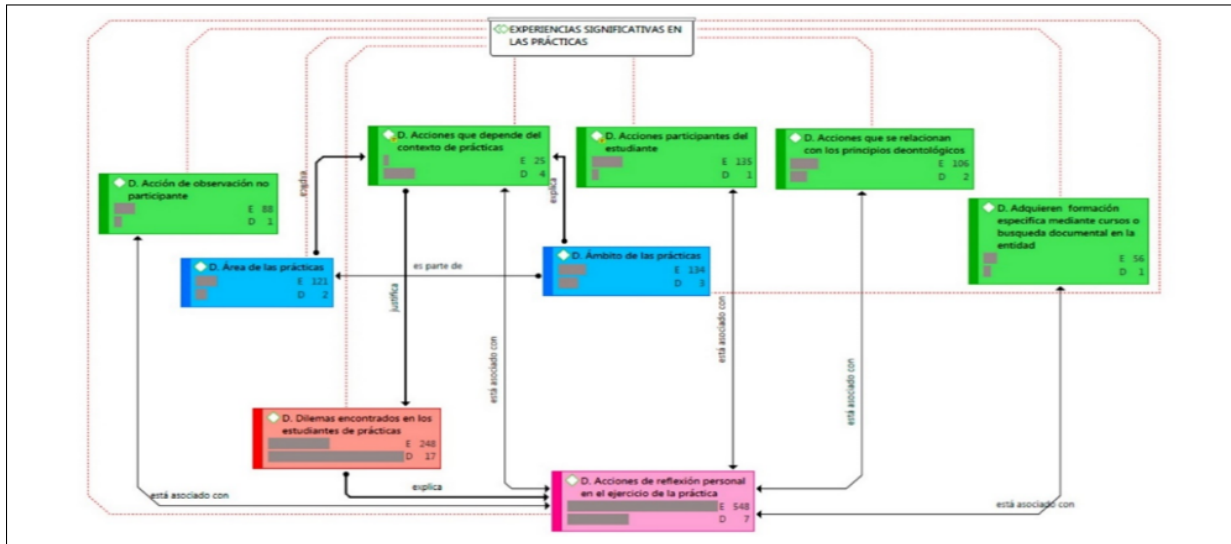 EXPERIENCIAS SIGNIFICATIVAS EN
LAS PRÁCTICAS
D. Acciones que depende del
contexto de prácticas
E 25
D 4
D. Acciones participantes del
estudiante
E 135
D 1
D. Acciones que se relacionan
con los principios deontológicos
E 106
D 2
D. Acción de observación no
participante
E 88
D 1
explica
explica
D. Adquieren formación
específica mediante cursos o
busqueda documental en la
entidad
E 56
D 1
D. Área de las prácticas
E 121
D 2
es parte de
D. Ámbito de las prácticas
E 134
D 3
justifica
está asociado con
está asociado con
está asociado con
D. Dilemas encontrados en los
estudiantes de prácticas
E 248
D 17
explica
D. Acciones de reflexión personal
en el ejercicio de la práctica
E 548
D 7
está asociado con
está asociado con